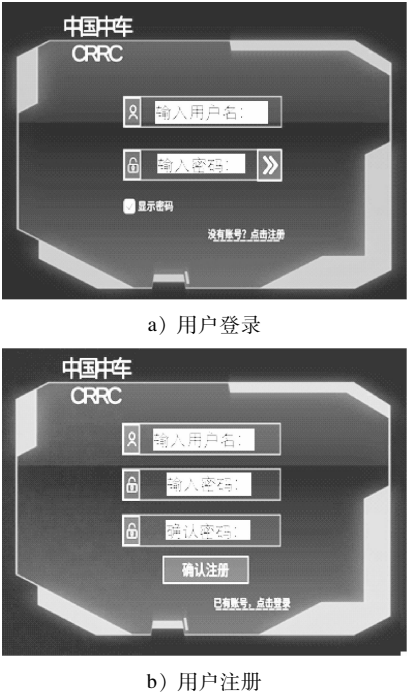 中国中车
CRRC
输入用户名:
输入密码:
显示密码
没有账号？点击注册
a）用户登录
中国中车
CRRC
输入用户名:
输入密码:
确认密码:
确认注册
已有账号，点击登录
b）用户注册